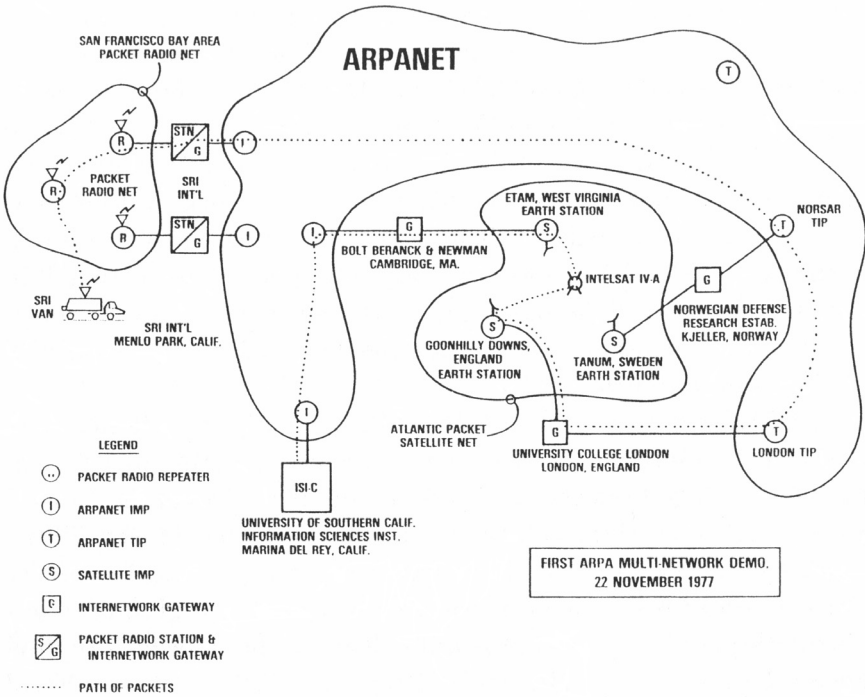 SAN FRANCISCO BAY AREA
PACKET RADIO NET
ARPANET
T
R
STN
G
I
PACKET
RADIO NET
SRI
INT'L
R
R
STN
G
I
SRI
VAN
SRI INT'L
MENLO PARK, CALIF.
I
G
BOLT BERANCK & NEWMAN
CAMBRIDGE, MA.
ETAM, WEST VIRGINIA
EARTH STATION
S
INTELSAT IV-A
S
GOONHILLY DOWNS,
ENGLAND
EARTH STATION
S
TANUM, SWEDEN
EARTH STATION
NORSAR
TIP
T
G
NORWEGIAN DEFENSE
RESEARCH ESTAB.
KJELLER, NORWAY
ATLANTIC PACKET
SATELLITE NET
G
UNIVERSITY COLLEGE LONDON
LONDON, ENGLAND
T
LONDON TIP
I
ISI-C
UNIVERSITY OF SOUTHERN CALIF.
INFORMATION SCIENCES INST.
MARINA DEL REY, CALIF.
LEGEND
PACKET RADIO REPEATER
I
ARPANET IMP
T
ARPANET TIP
S
SATELLITE IMP
G
INTERNETWORK GATEWAY
S
G
PACKET RADIO STATION &
INTERNETWORK GATEWAY
PATH OF PACKETS
FIRST ARPA MULTI-NETWORK DEMO.
22 NOVEMBER 1977